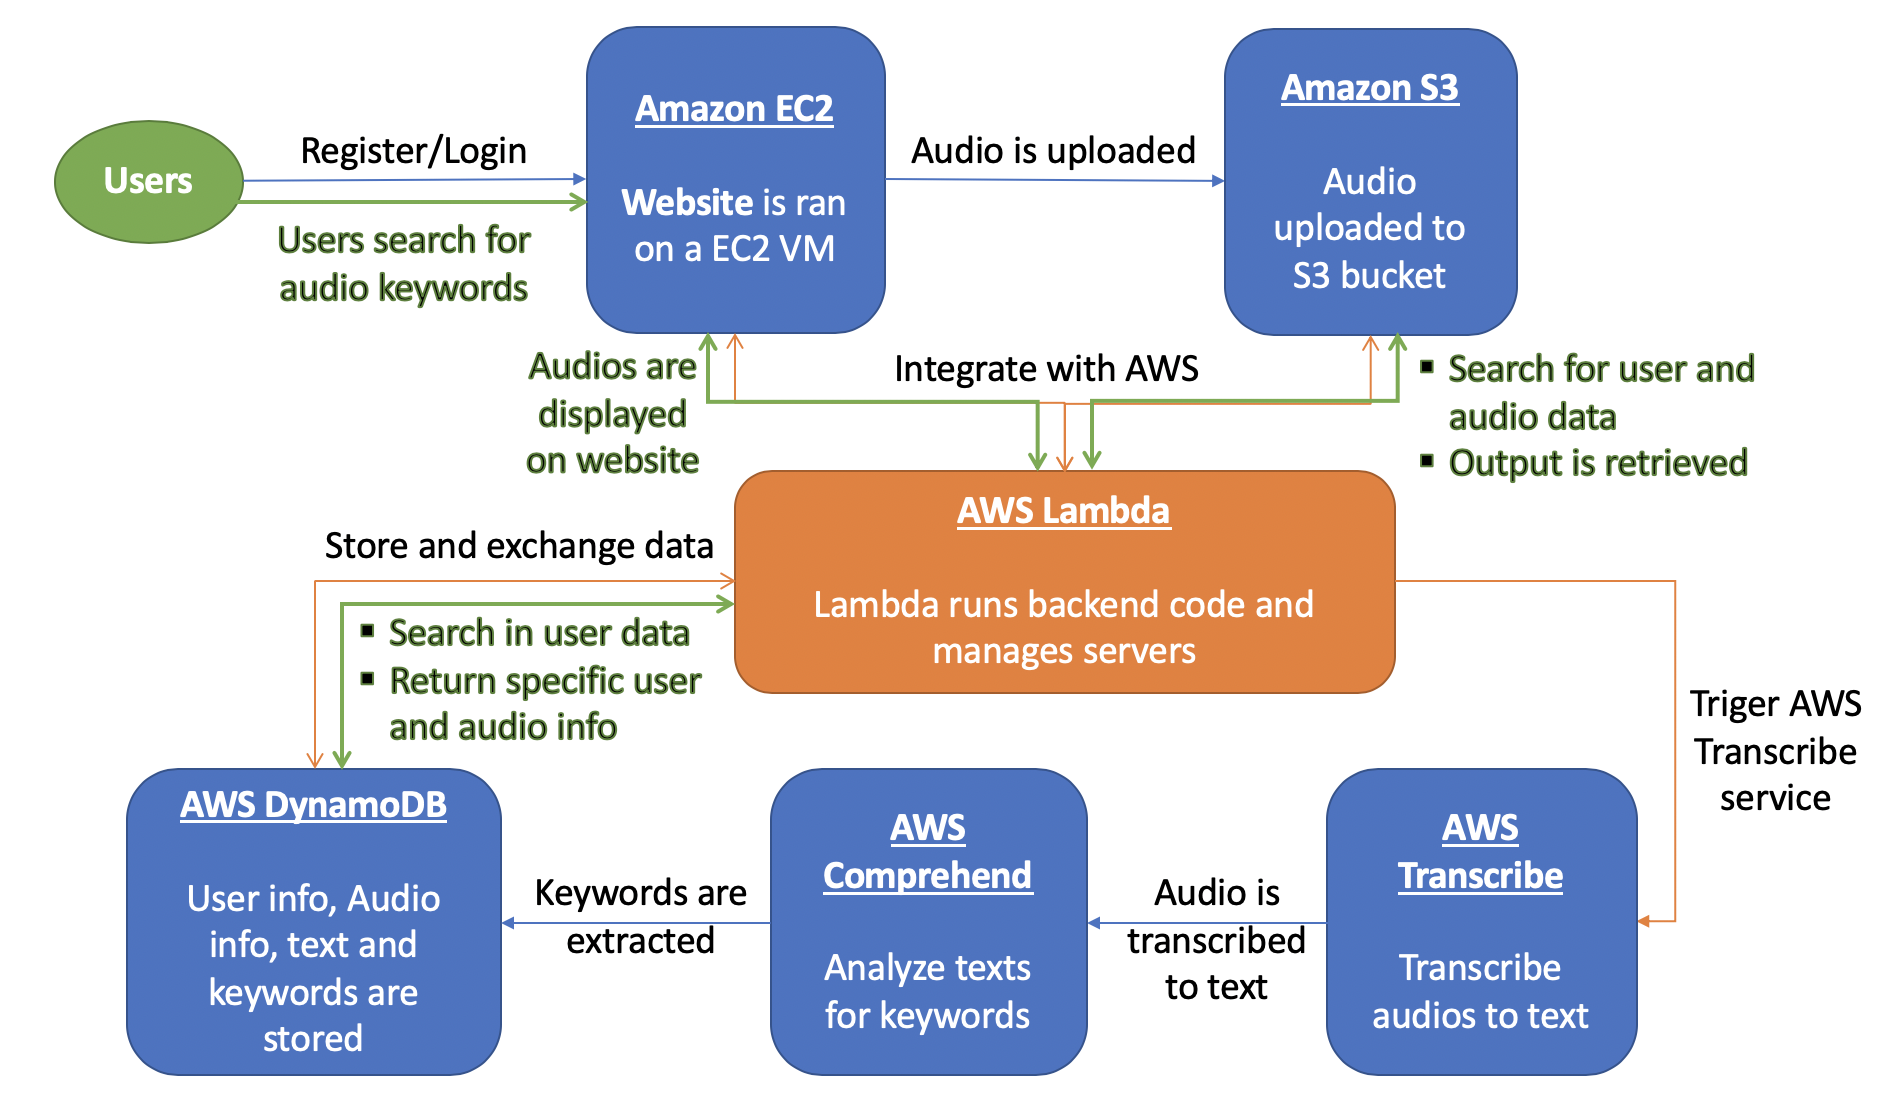 Users
Register/Login
Users search for
audio keywords
Amazon EC2
Website is ran
on a EC2 VM
Audio is uploaded
Amazon S3
Audio
uploaded to
S3 bucket
Audios are
displayed
on website
Integrate with AWS
▪ Search for user and
audio data
▪ Output is retrieved
AWS Lambda
Lambda runs backend code and
manages servers
Store and exchange data
▪ Search in user data
▪ Return specific user
and audio info
Triger AWS
Transcribe
service
AWS DynamoDB
User info, Audio
info, text and
keywords are
stored
Keywords are
extracted
AWS
Comprehend
Analyze texts
for keywords
Audio is
transcribed
to text
AWS
Transcribe
Transcribe
audios to text